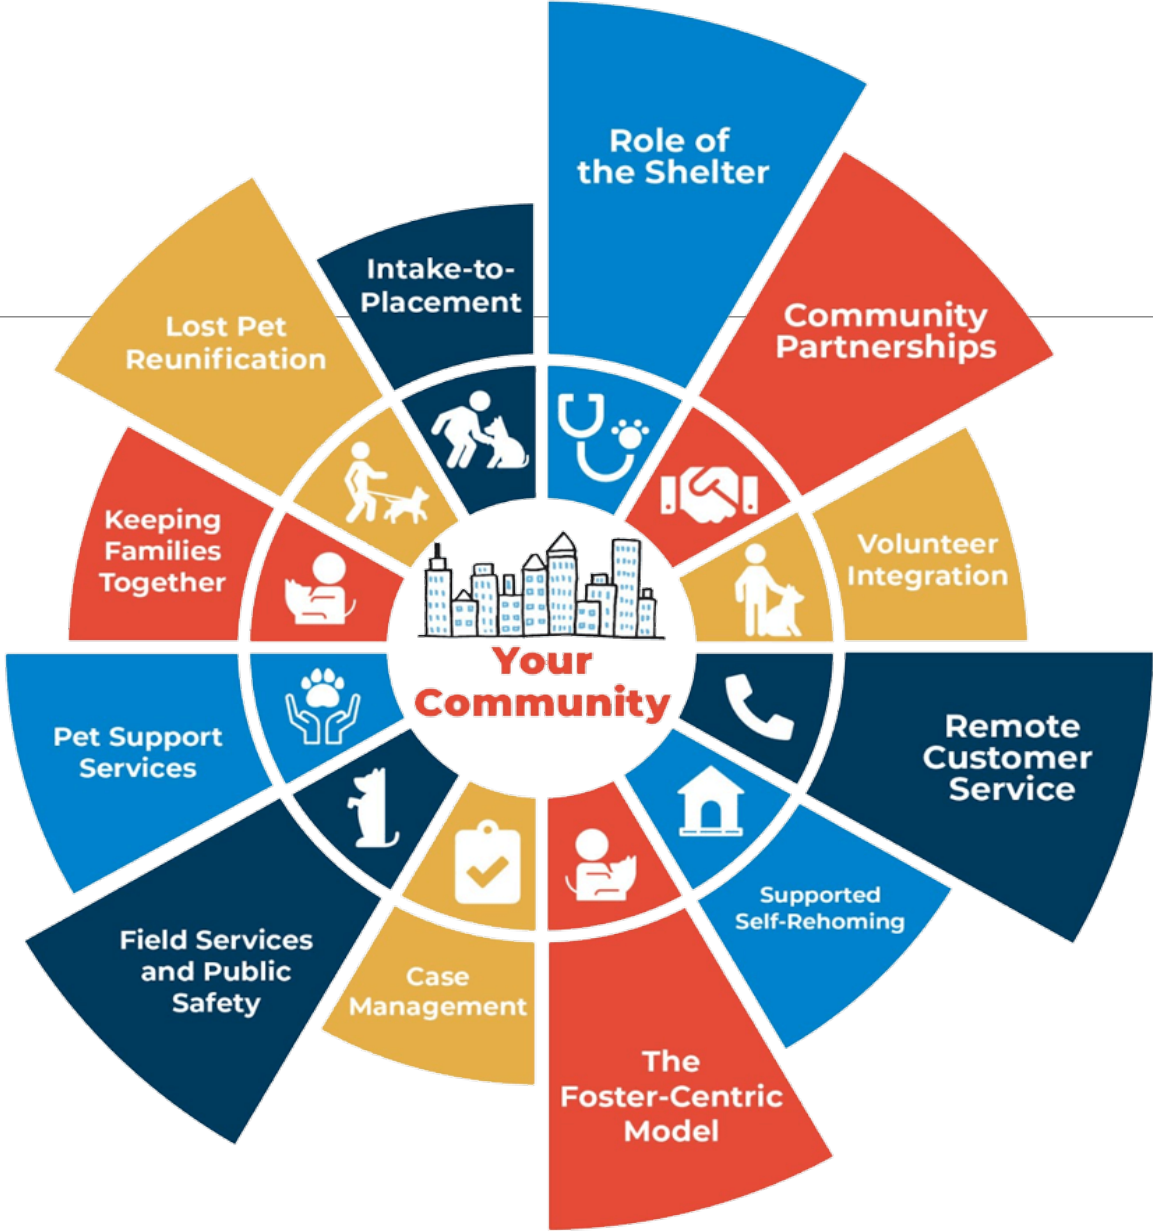 Role of
the Shelter
Community
Partnerships
Volunteer
Integration
Remote
Customer
Service
Supported
Self-Rehoming
The
Foster-Centric
Model
Case
Management
Field Services
and Public
Safety
Pet Support
Services
Keeping
Families
Together
Lost Pet
Reunification
Intake-to-
Placement
Your
Community